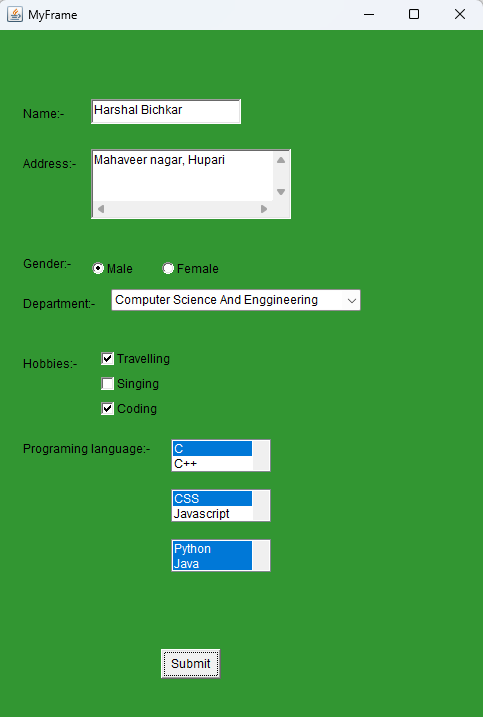 MyFrame
Name:- Harshal Bichkar
Address:- Mahaveer nagar, Hupari
Gender:- Male Female
Department:- Computer Science And Enggineering
Hobbies:- Travelling
Singing
Coding
Programing language:- C
C++
CSS
Javascript
Python
Java
Submit